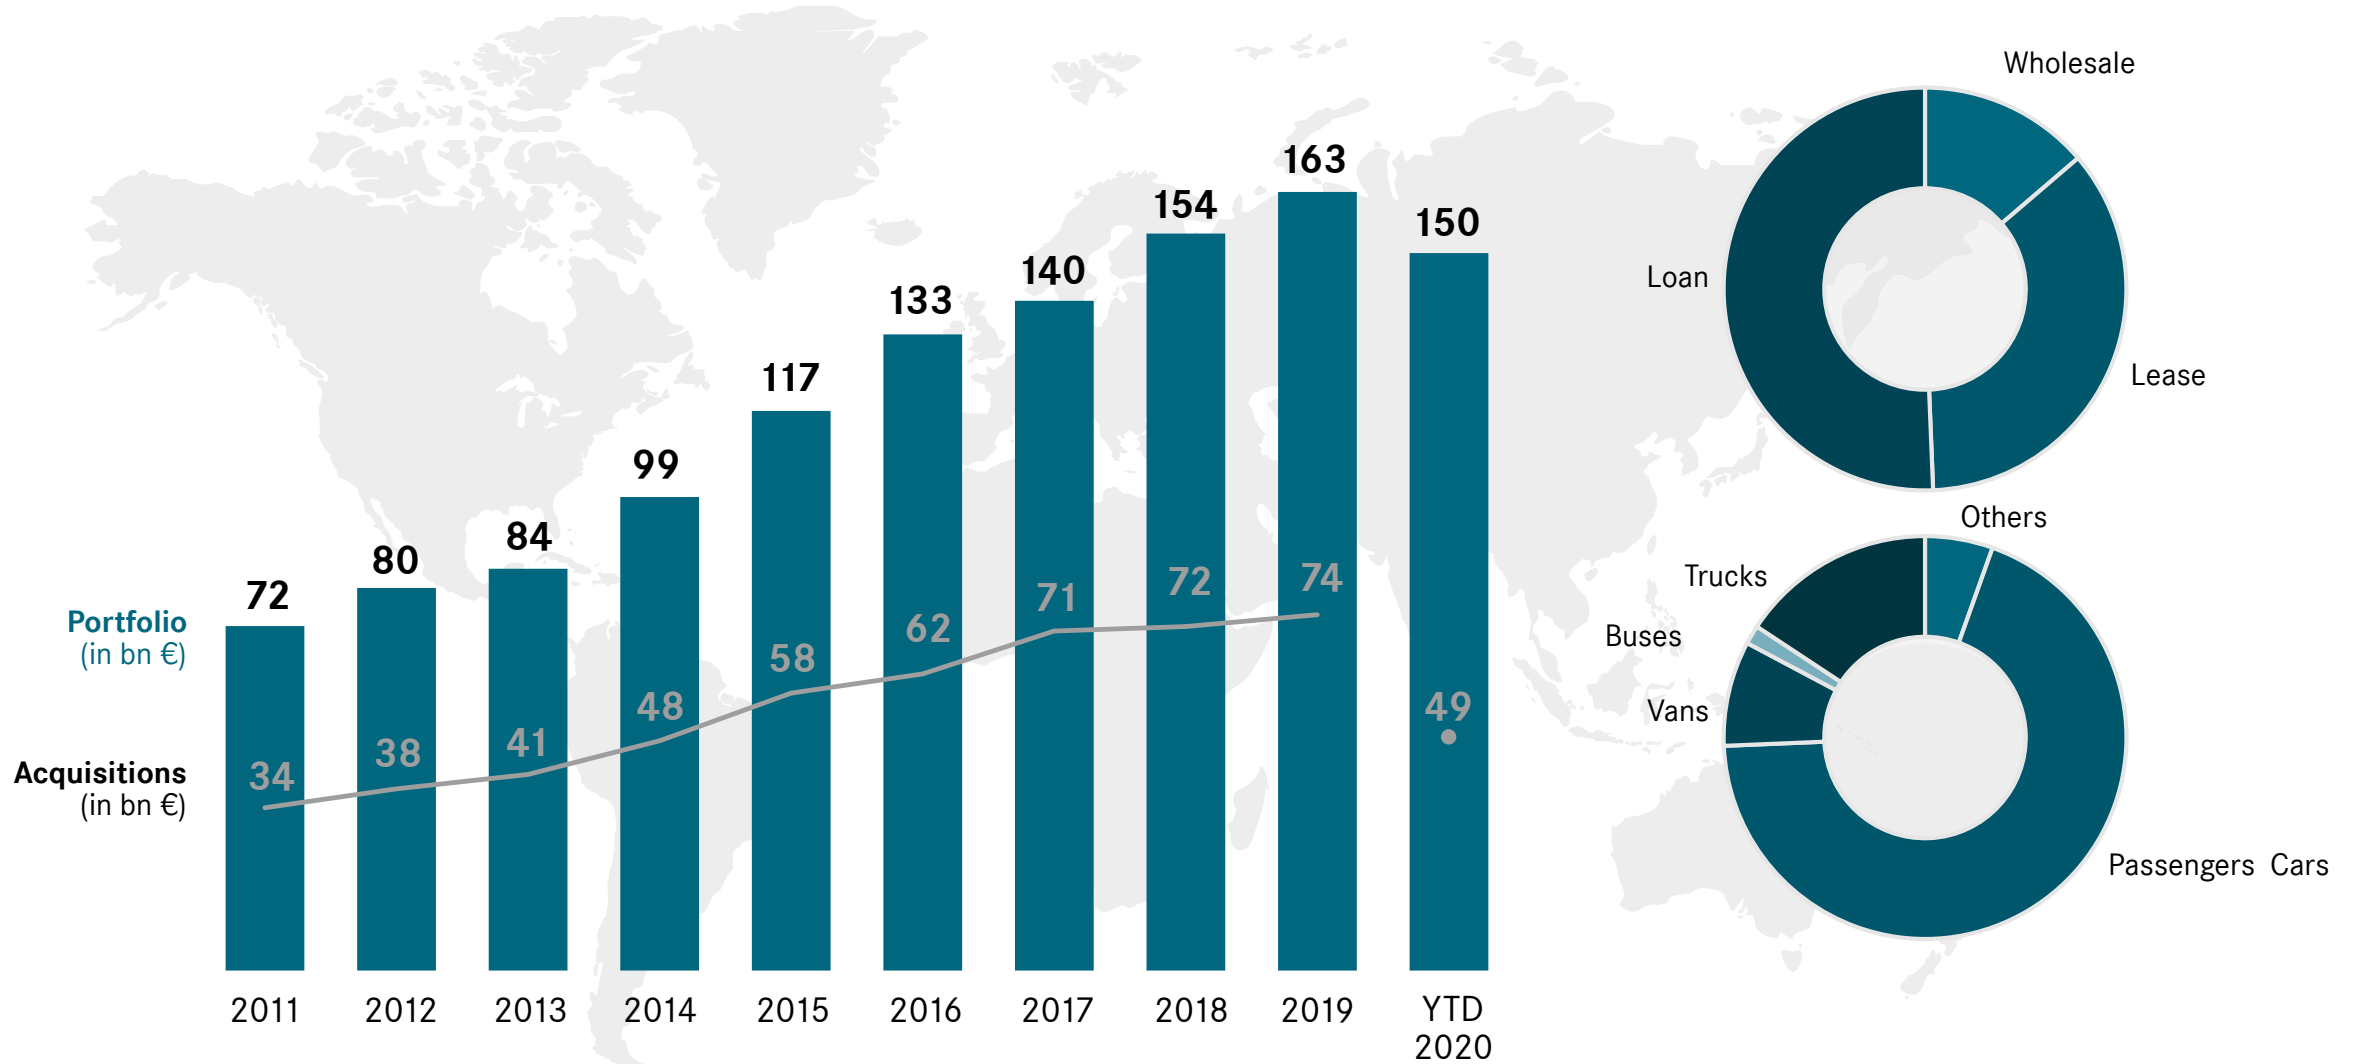 Portfolio
(in bn €)
Acquisitions
(in bn €)
72
80
84
99
117
133
140
154
163
150
34
38
41
48
58
62
71
72
74
49
2011
2012
2013
2014
2015
2016
2017
2018
2019
YTD
2020
Wholesale
Loan
Lease
Others
Trucks
Buses
Vans
Passengers Cars